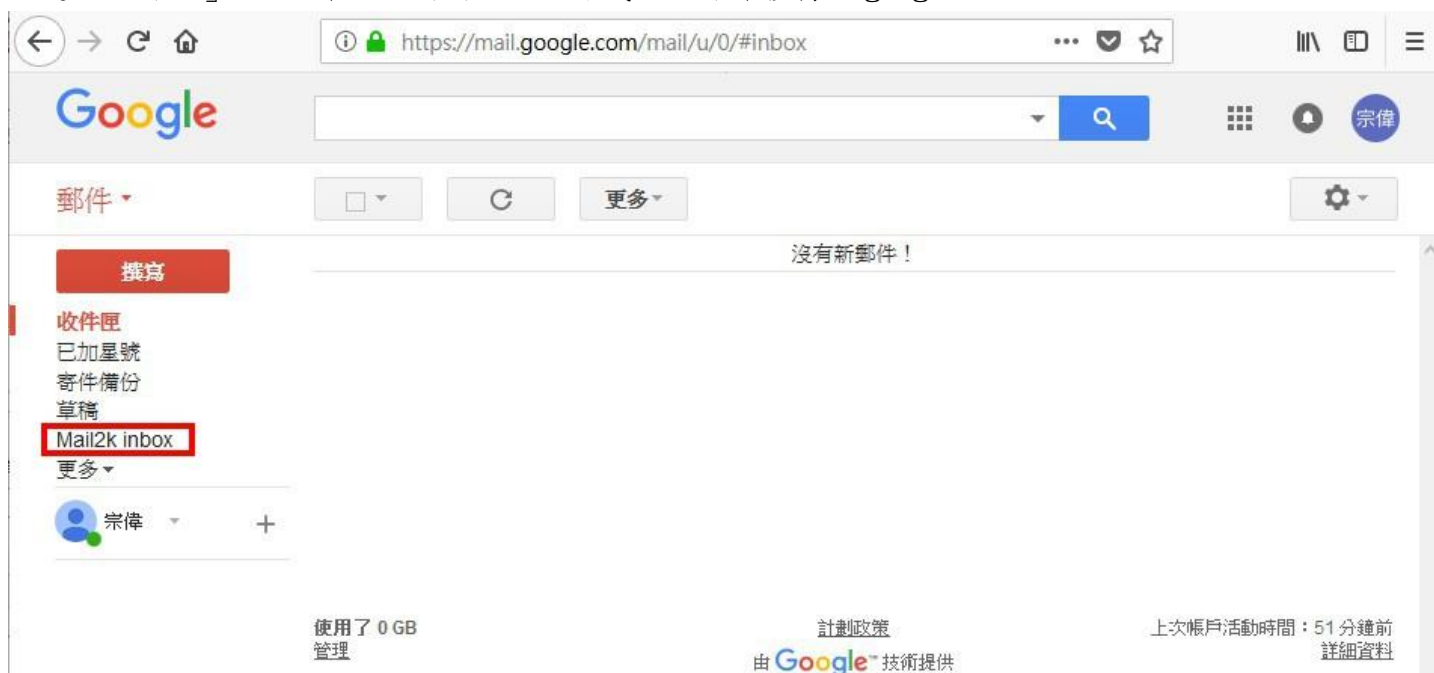 https://mail.google.com/mail/u/0/#inbox
Google
宗偉
郵件
更多
撰寫
沒有新郵件！
收件匣
已加星號
寄件備份
草稿
Mail2k inbox
更多
宗偉
使用了 0 GB
管理
計劃政策
由 Google™ 技術提供
上次帳戶活動時間：51 分鐘前
詳細資料